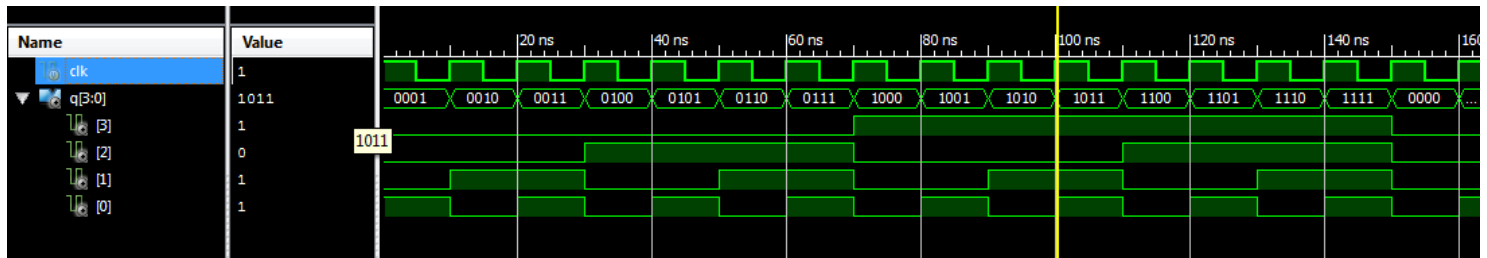 Name Value
20 ns 40 ns 60 ns 80 ns 100 ns 120 ns 140 ns 160
clk 1
q[3:0] 1011 0001 0010 0011 0100 0101 0110 0111 1000 1001 1010 1011 1100 1101 1110 1111 0000 ...
[3] 1
1011
[2] 0
[1] 1
[0] 1